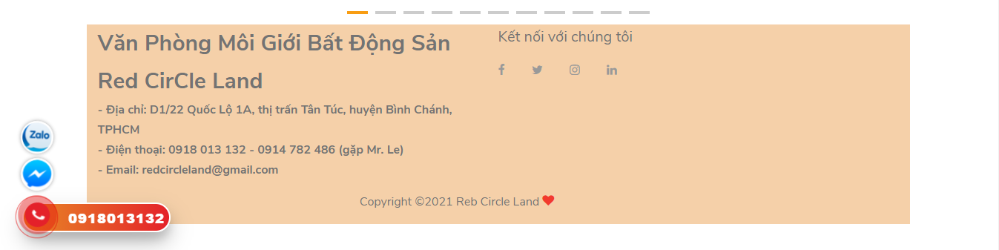 Văn Phòng Môi Giới Bất Động Sản
Red CirCle Land
- Địa chỉ: D1/22 Quốc Lộ 1A, thị trấn Tân Túc, huyện Bình Chánh,
TPHCM
- Điện thoại: 0918 013 132 - 0914 782 486 (gặp Mr. Le)
- Email: redcircleland@gmail.com
Kết nối với chúng tôi
Copyright ©2021 Reb Circle Land
Zalo
0918013132